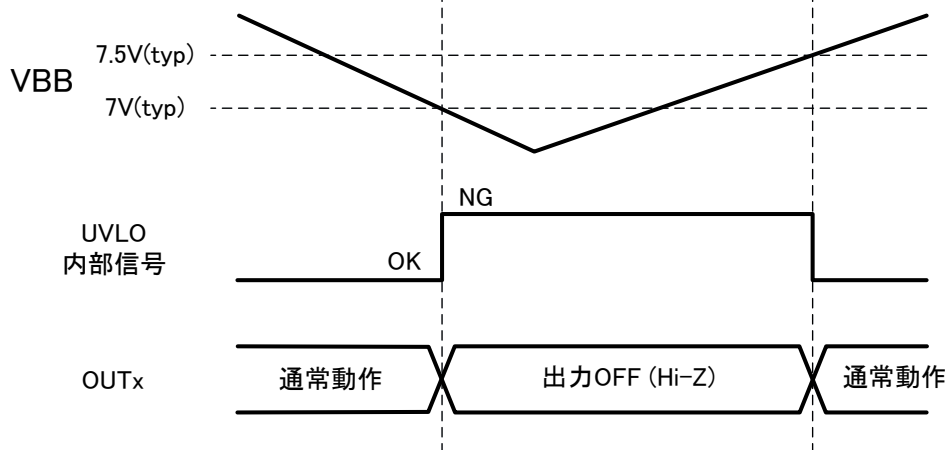 7.5V(typ)
VBB
7V(typ)
NG
UVLO
内部信号
OK
OUTx
通常動作
出力OFF (Hi-Z)
通常動作